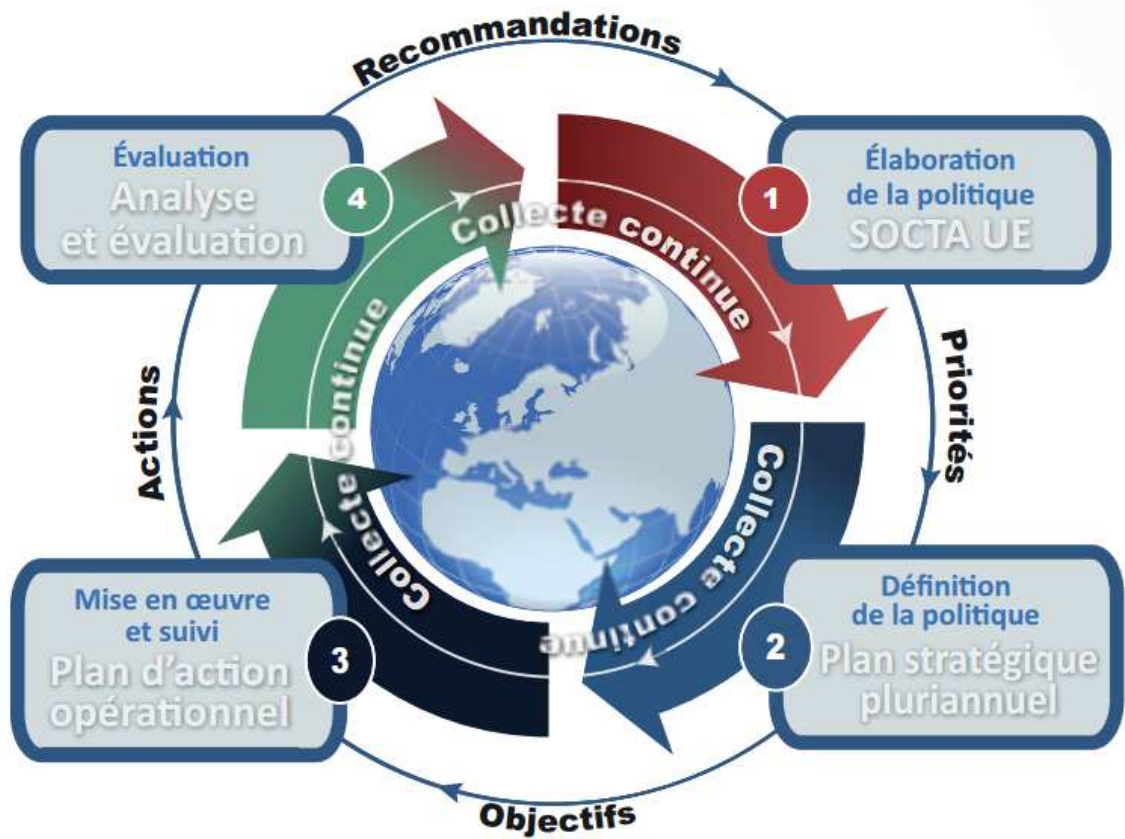 Recommandations
Évaluation
Analyse
et évaluation
4
1
Élaboration
de la politique
SOCTA UE
Collecte continue
Priorités
Collecte continue
2
Définition
de la politique
Plan stratégique
pluriannuel
Objectifs
3
Mise en œuvre
et suivi
Plan d'action
opérationnel
Collecte continue
Actions